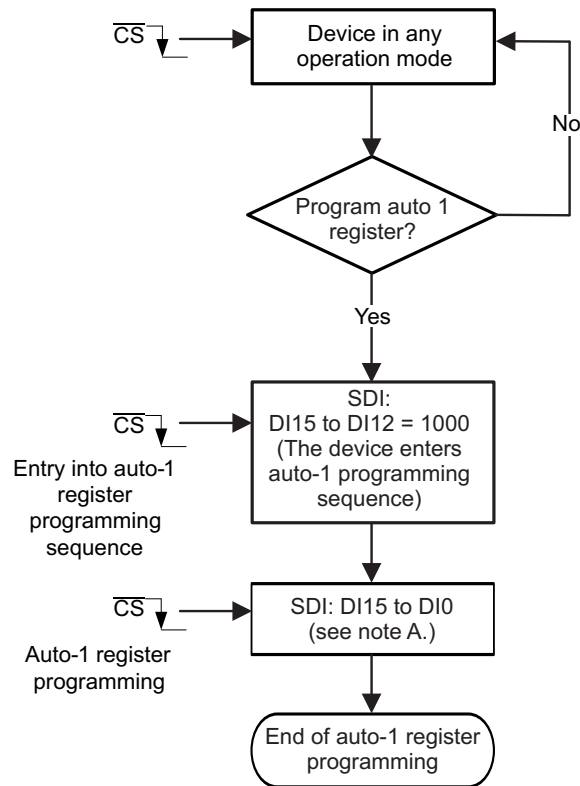 CS
Device in any
operation mode
No
Program auto 1
register?
Yes
SDI:
DI15 to DI12 = 1000
(The device enters
auto-1 programming
sequence)
CS
Entry into auto-1
register
programming
sequence
CS
SDI: DI15 to DI0
(see note A.)
Auto-1 register
programming
End of auto-1 register
programming